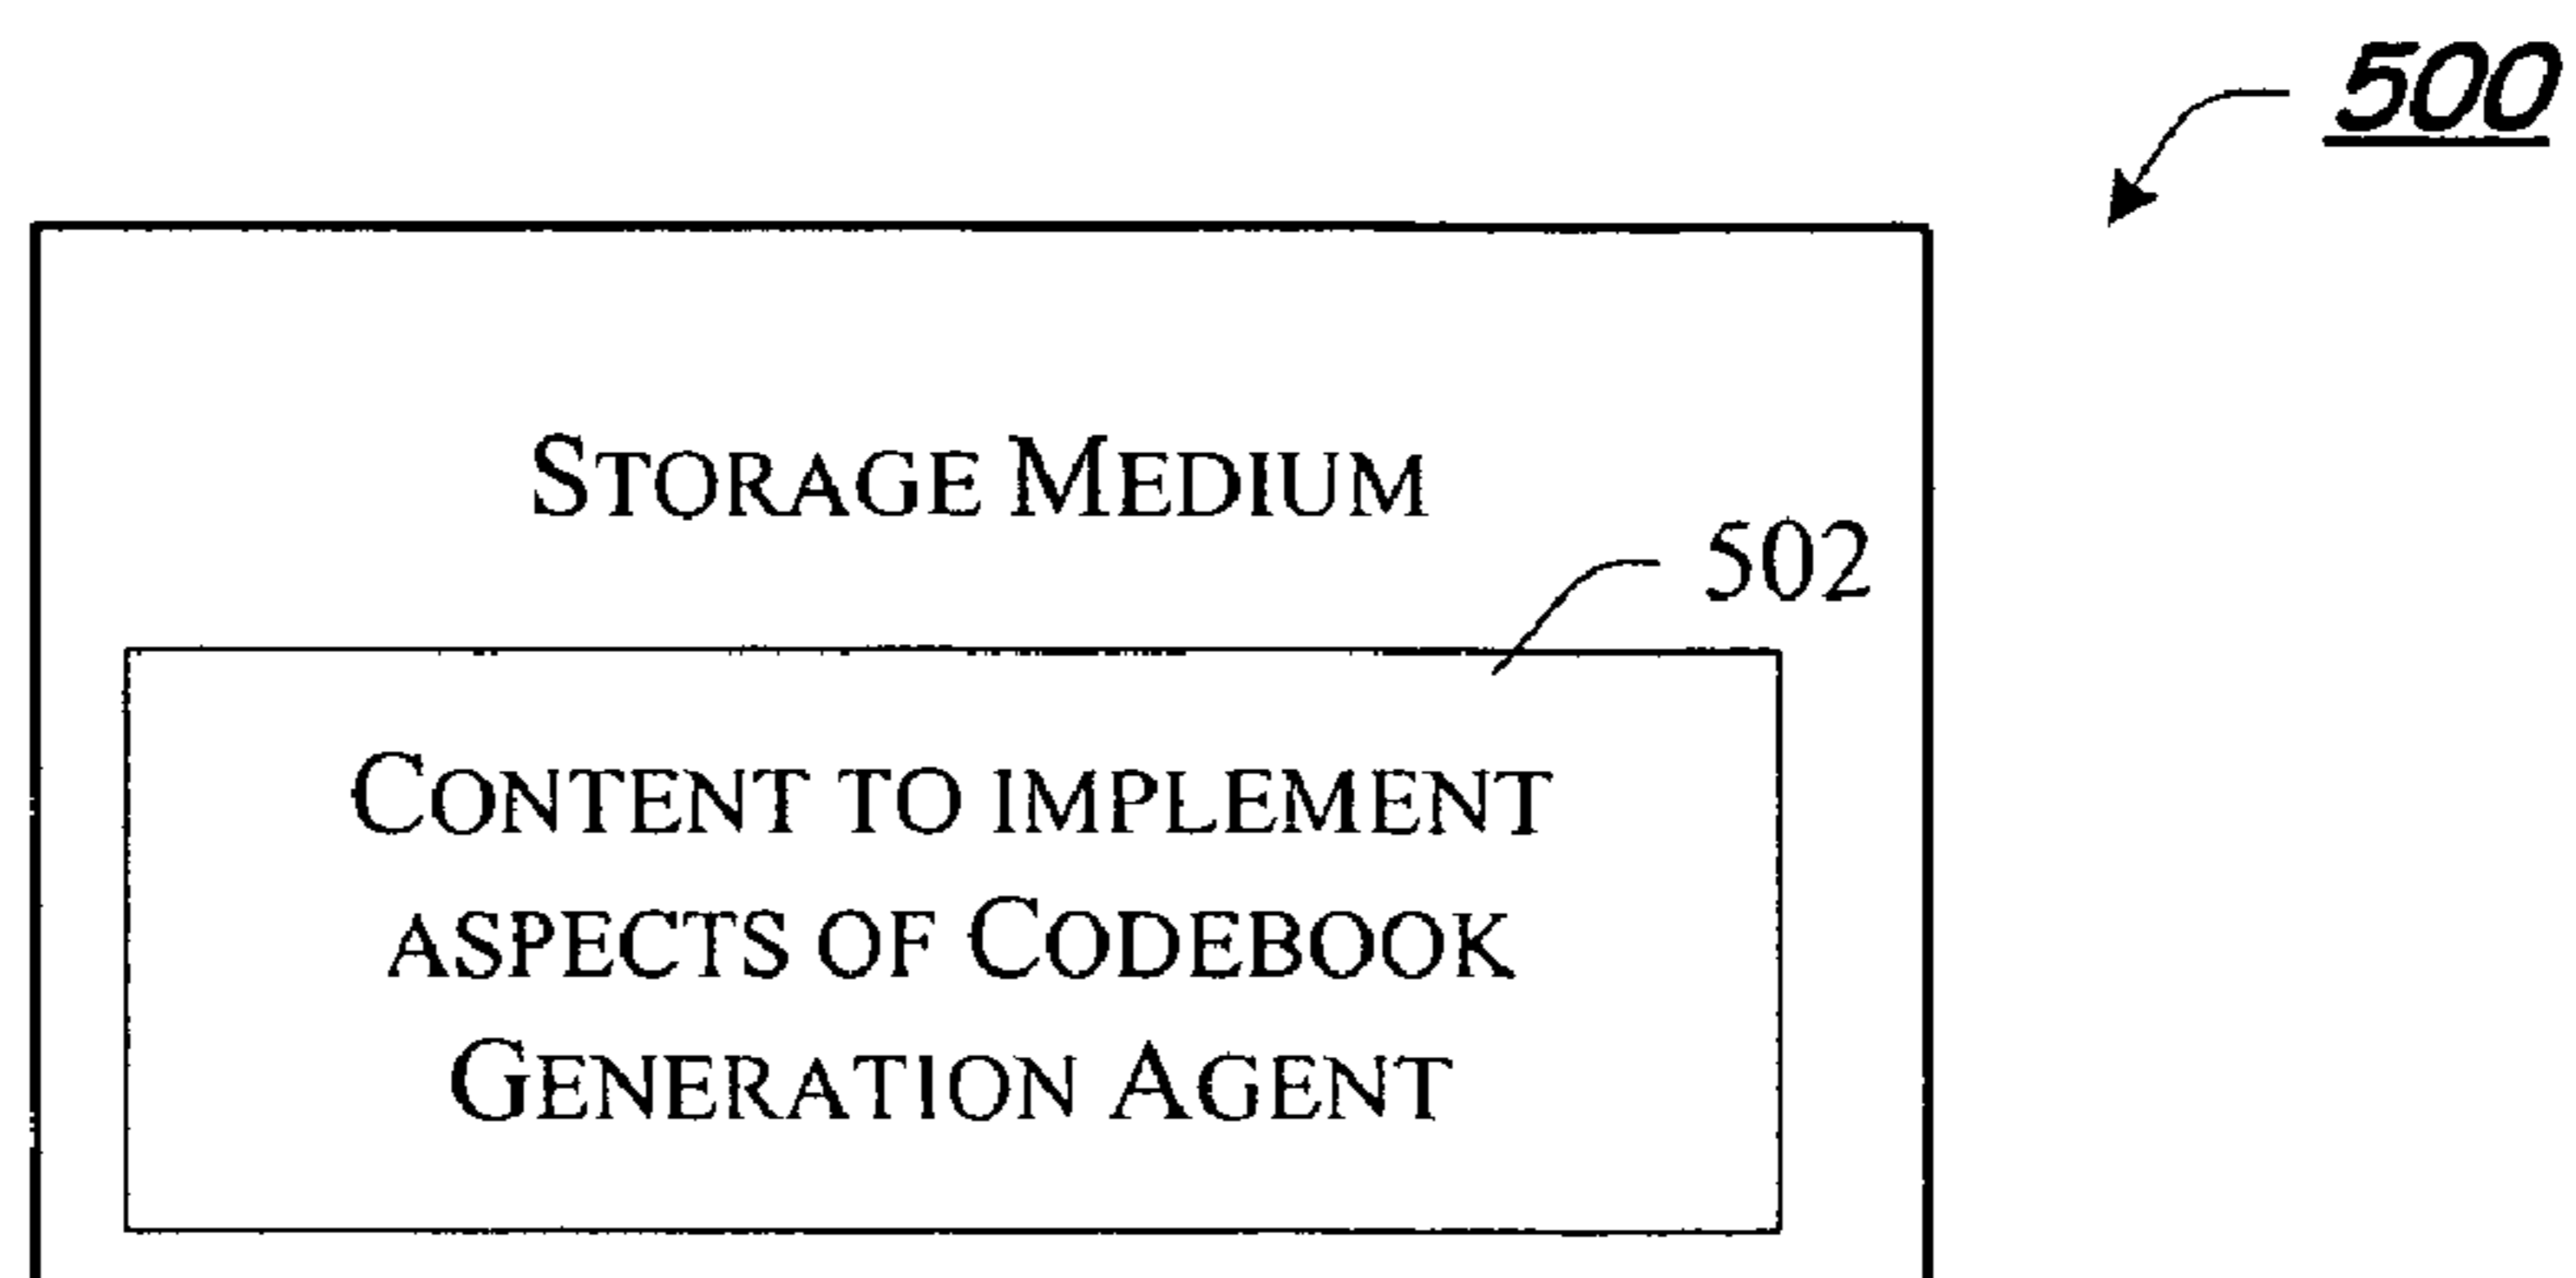 500
STORAGE MEDIUM
502
CONTENT TO IMPLEMENT
ASPECTS OF CODEBOOK
GENERATION AGENT